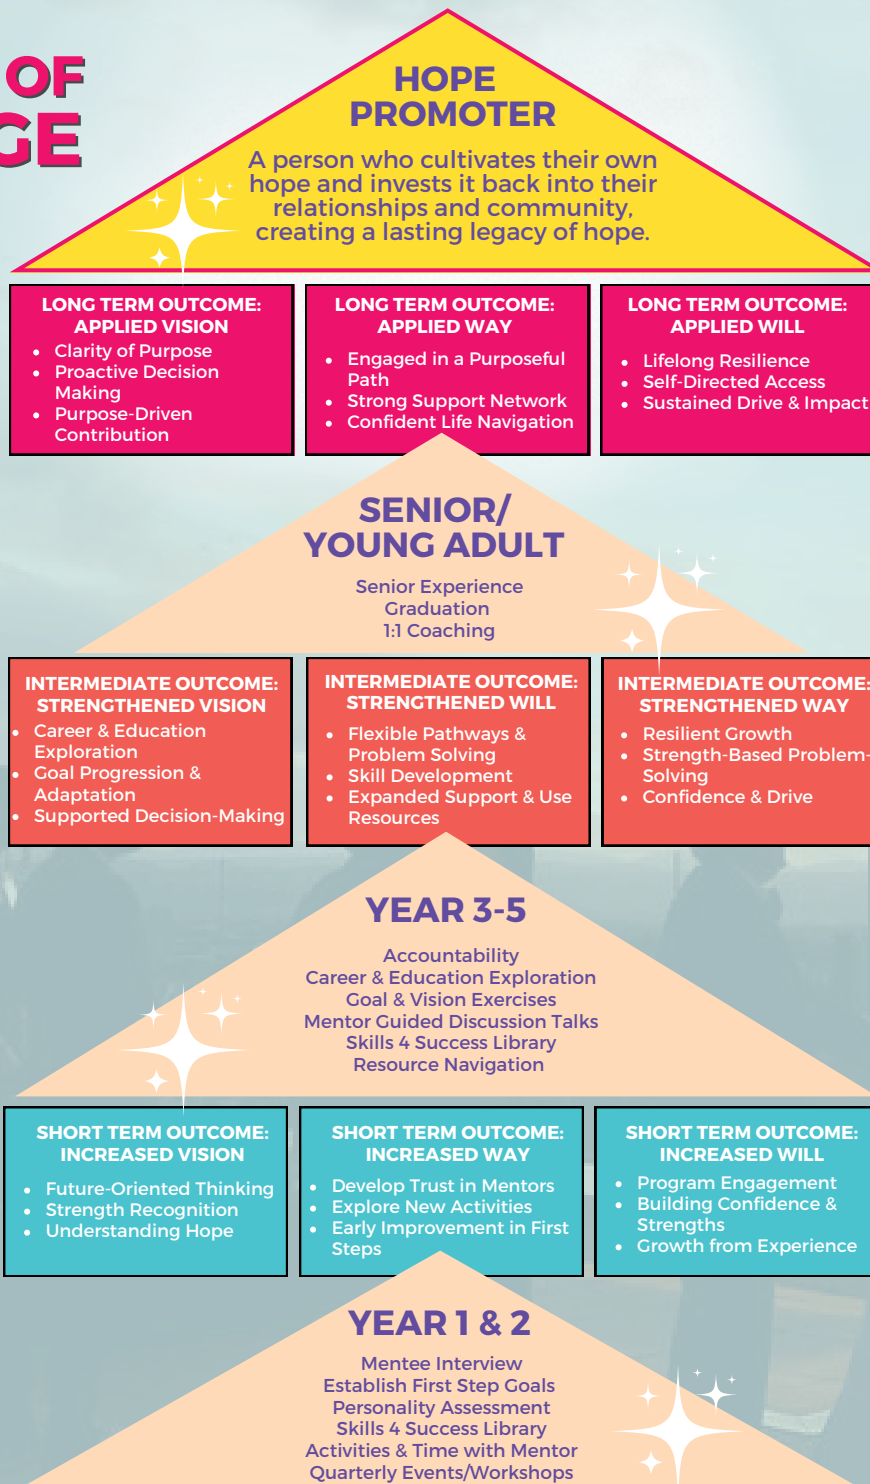 OF
GE
HOPE
PROMOTER
A person who cultivates their own
hope and invests it back into their
relationships and community,
creating a lasting legacy of hope.
LONG TERM OUTCOME:
APPLIED VISION
• Clarity of Purpose
• Proactive Decision
Making
• Purpose-Driven
Contribution
LONG TERM OUTCOME:
APPLIED WAY
• Engaged in a Purposeful
Path
• Strong Support Network
• Confident Life Navigation
LONG TERM OUTCOME:
APPLIED WILL
• Lifelong Resilience
• Self-Directed Access
• Sustained Drive & Impact
SENIOR/
YOUNG ADULT
Senior Experience
Graduation
1:1 Coaching
INTERMEDIATE OUTCOME:
STRENGTHENED VISION
• Career & Education
Exploration
• Goal Progression &
Adaptation
• Supported Decision-Making
INTERMEDIATE OUTCOME:
STRENGTHENED WILL
• Flexible Pathways &
Problem Solving
• Skill Development
• Expanded Support & Use
Resources
INTERMEDIATE OUTCOME:
STRENGTHENED WAY
• Resilient Growth
• Strength-Based Problem-
Solving
• Confidence & Drive
YEAR 3-5
Accountability
Career & Education Exploration
Goal & Vision Exercises
Mentor Guided Discussion Talks
Skills 4 Success Library
Resource Navigation
SHORT TERM OUTCOME:
INCREASED VISION
• Future-Oriented Thinking
• Strength Recognition
• Understanding Hope
SHORT TERM OUTCOME:
INCREASED WAY
• Develop Trust in Mentors
• Explore New Activities
• Early Improvement in First
Steps
SHORT TERM OUTCOME:
INCREASED WILL
• Program Engagement
• Building Confidence &
Strengths
• Growth from Experience
YEAR 1 & 2
Mentee Interview
Establish First Step Goals
Personality Assessment
Skills 4 Success Library
Activities & Time with Mentor
Quarterly Events/Workshops